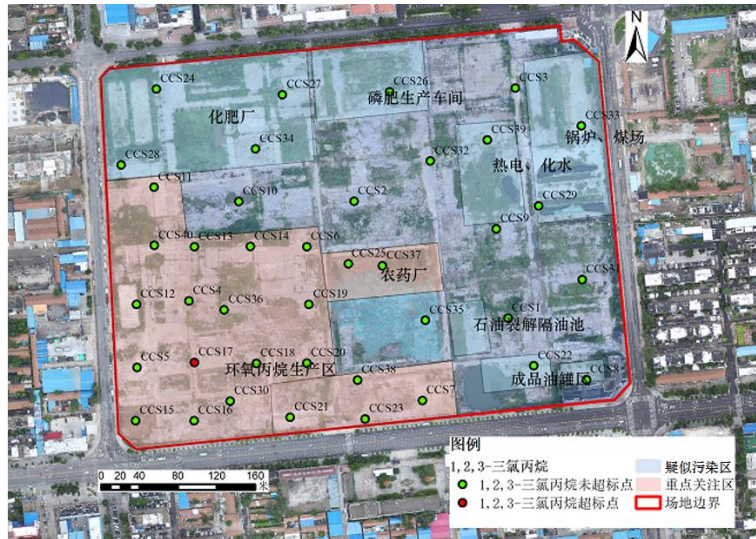 N
CCS24
CCS27
CCS26
CCS3
磷肥生产车间
化肥厂
CCS33
锅炉、煤场
CCS34
CCS39
CCS28
CCS32
热电、化水
CCS11
CCS10
CCS2
CCS29
CCS9
CCS40
CCS13
CCS14
CCS6
CCS25
CCS37
农药厂
CCS31
CCS12
CCS4
CCS36
CCS19
CCS35
CCS1
石油裂解隔油池
CCS5
CCS17
CCS18
CCS20
环氧丙烷生产区
CCS22
CCS38
成品油罐区
CCS8
CCS30
CCS7
CCS15
CCS16
CCS21
CCS23
图例
1,2,3-三氯丙烷
疑似污染区
1,2,3-三氯丙烷未超标点
重点关注区
1,2,3-三氯丙烷超标点
场地边界
0 20 40 80 120 160
米